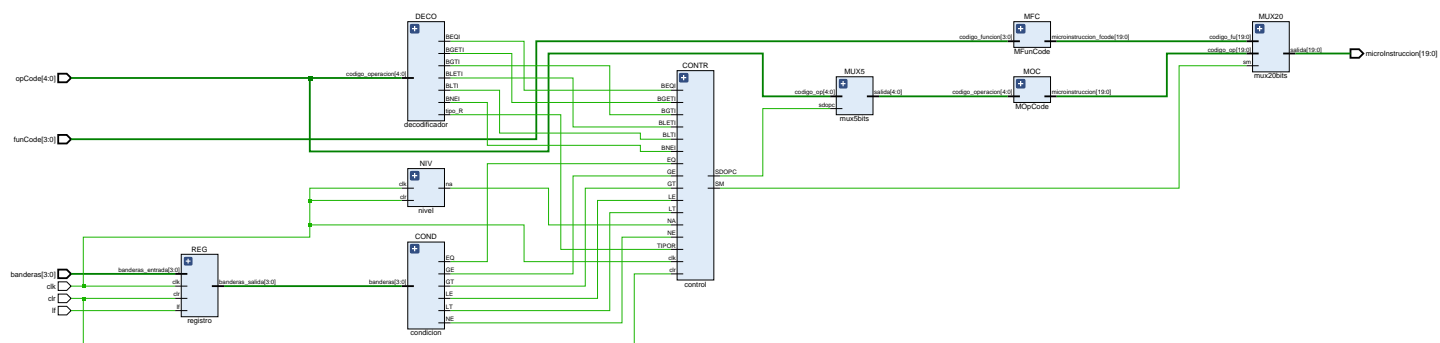 DECO
BEQI
BGETI
BGTI
BLETI
BLTI
BNEI
tipo_R
codigo_operacion[4:0]
decodificador
opCode[4:0]
funCode[3:0]
NIV
clk
clr
na
nivel
REG
banderas_entrada[3:0]
clk
clr
lf
banderas_salida[3:0]
registro
banderas[3:0]
clk
clr
lf
COND
banderas[3:0]
EQ
GE
GT
LE
LT
NE
condicion
CONTR
BEQI
BGETI
BGTI
BLETI
BLTI
BNEI
EQ
GE
GT
LE
LT
NA
NE
TIPOR
clk
clr
SDOPC
SM
control
MUX5
codigo_op[4:0]
sdopc
salida[4:0]
mux5bits
MFC
codigo_funcion[3:0]
microinstruccion_fcode[19:0]
MFunCode
MOC
codigo_operacion[4:0]
microinstruccion[19:0]
MOpCode
MUX20
codigo_fu[19:0]
codigo_op[19:0]
sm
salida[19:0]
mux20bits
microInstruccion[19:0]